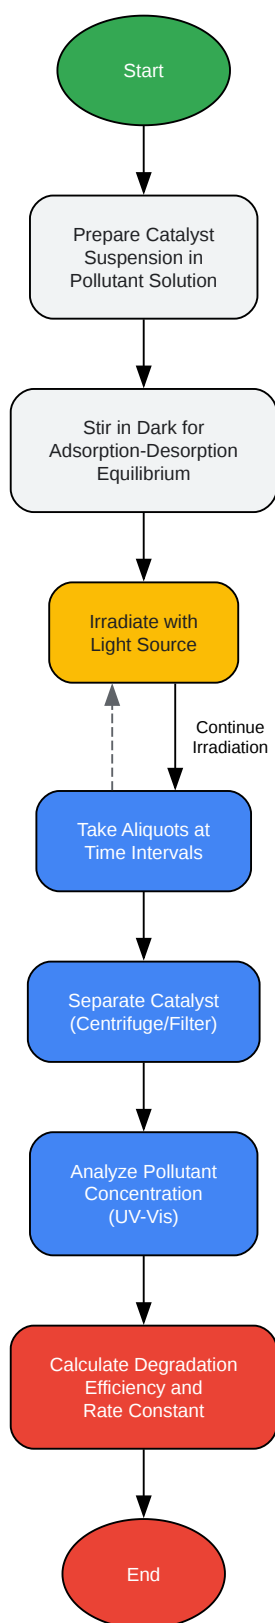 Start
Prepare Catalyst
Suspension in
Pollutant Solution
Stir in Dark for
Adsorption-Desorption
Equilibrium
Irradiate with
Light Source
Continue
Irradiation
Take Aliquots at
Time Intervals
Separate Catalyst
(Centrifuge/Filter)
Analyze Pollutant
Concentration
(UV-Vis)
Calculate Degradation
Efficiency and
Rate Constant
End